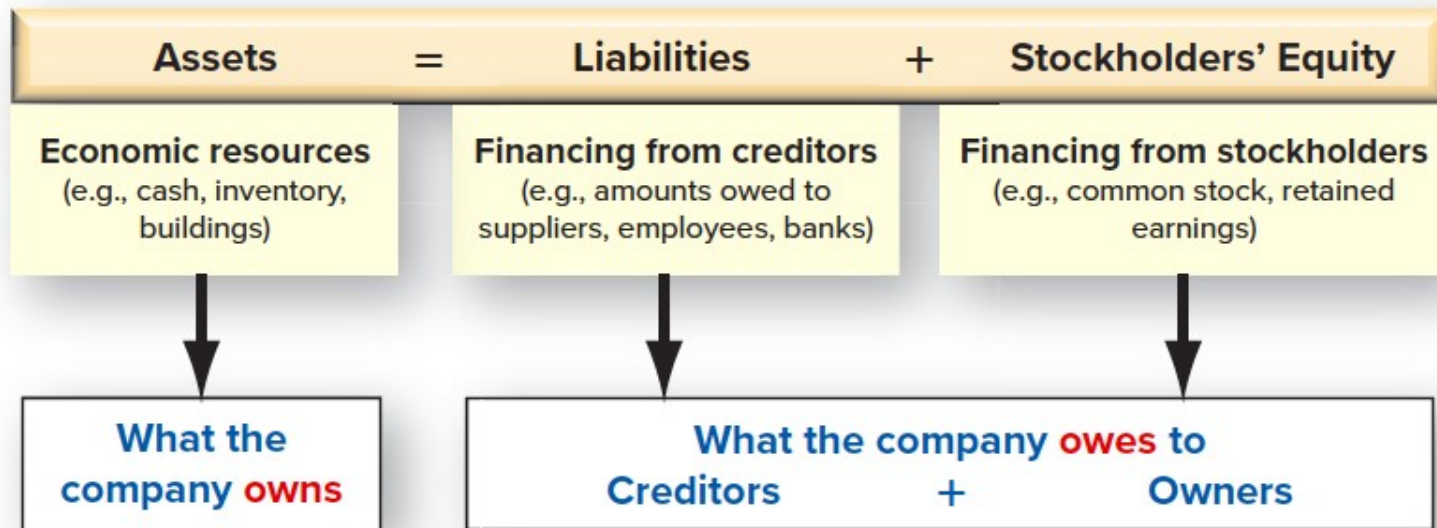 Assets = Liabilities + Stockholders’ Equity
Economic resources
(e.g., cash, inventory,
buildings)
Financing from creditors
(e.g., amounts owed to
suppliers, employees, banks)
Financing from stockholders
(e.g., common stock, retained
earnings)
What the
company owns
What the company owes to
Creditors + Owners